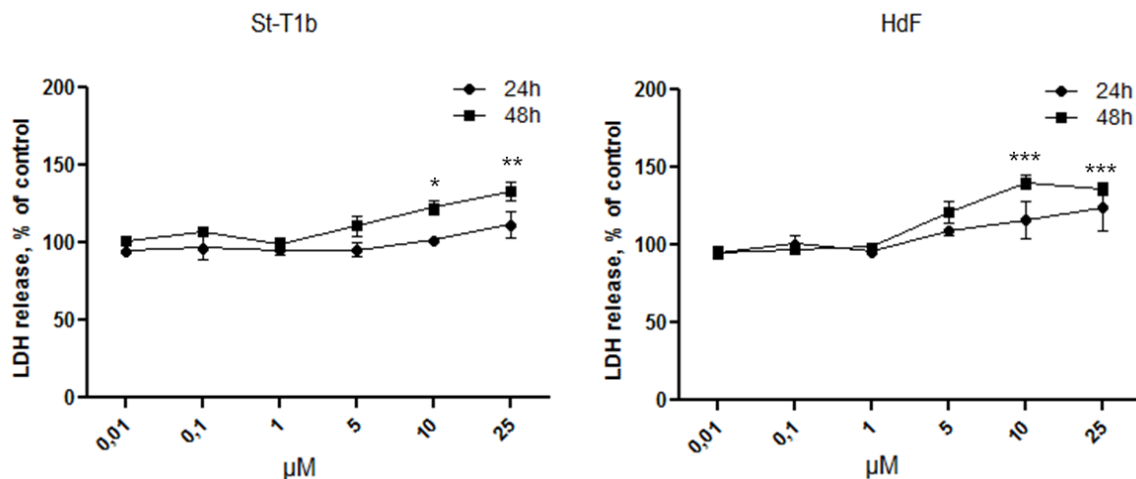 St-T1b
LDH release, % of control
200
150
100
50
0
24h
48h
*
**
0,01
0,1
1
5
10
25
µM
HdF
LDH release, % of control
200
150
100
50
0
24h
48h
***
***
0,01
0,1
1
5
10
25
µM